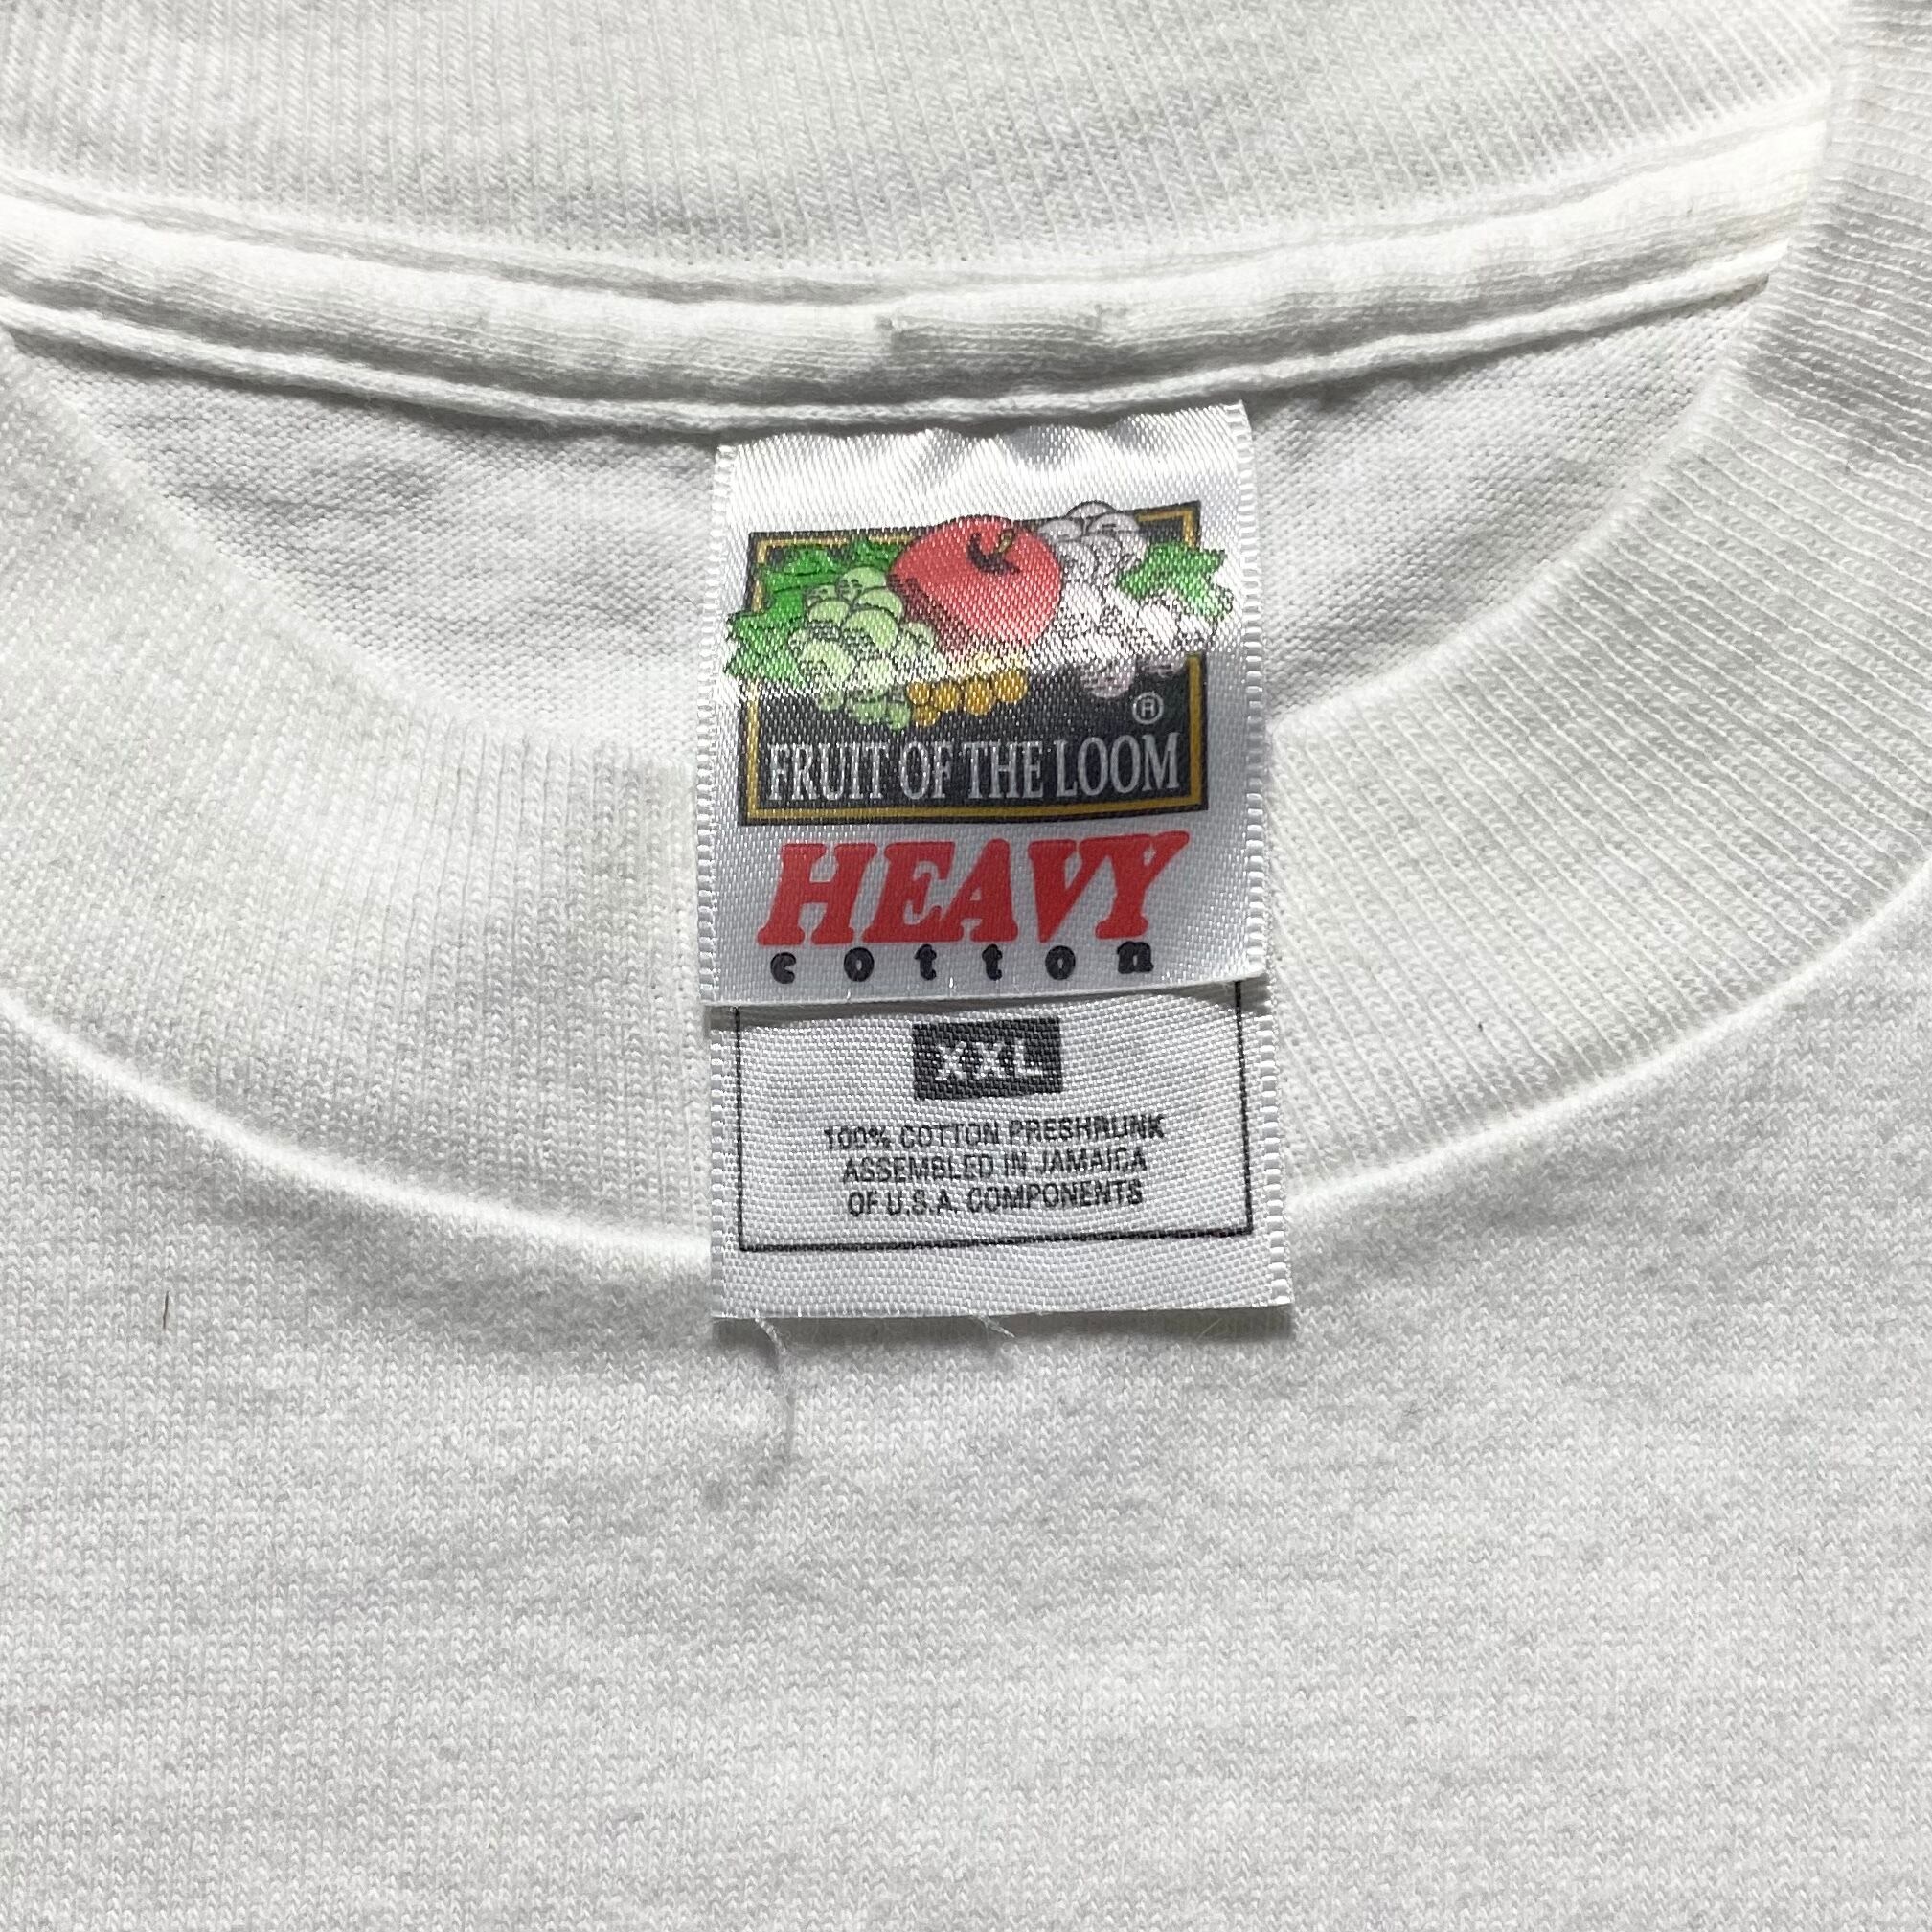 ®
FRUIT OF THE LOOM
HEAVY
cotton
XXL
100% COTTON PRESHRUNK
ASSEMBLED IN JAMAICA
OF U.S.A. COMPONENTS